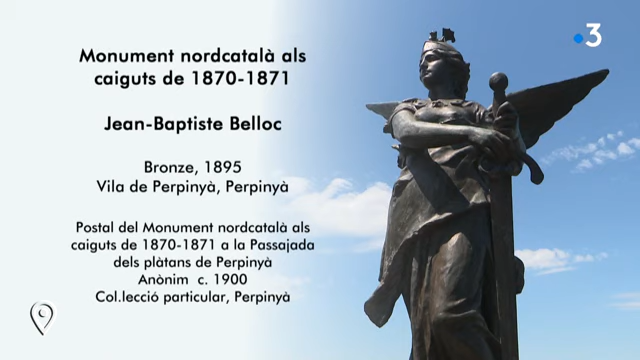 Monument nordcatalà als
caiguts de 1870-1871
Jean-Baptiste Belloc
Bronze, 1895
Vila de Perpinyà, Perpinyà
Postal del Monument nordcatalà als
caiguts de 1870-1871 a la Passajada
dels plàtans de Perpinyà
Anònim c. 1900
Col.lecció particular, Perpinyà
3